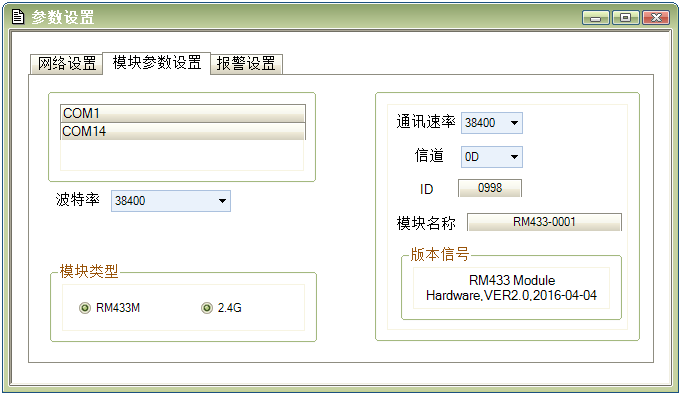 参数设置
网络设置
模块参数设置
报警设置
COM1
COM14
波特率
38400
模块类型
RM433M
2.4G
通讯速率
38400
信道
0D
ID
0998
模块名称
RM433-0001
版本信号
RM433 Module
Hardware,VER2.0,2016-04-04